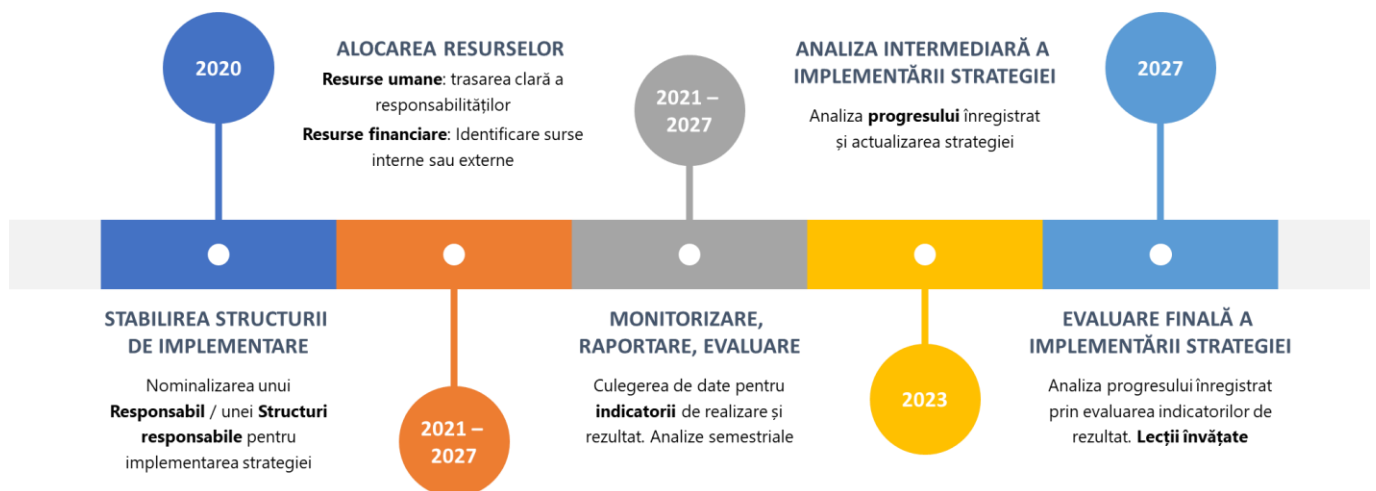 2020
STABILIREA STRUCTURII
DE IMPLEMENTARE
Nominalizarea unui
Responsabil / unei Structuri
responsabile pentru
implementarea strategiei
ALOCAREA RESURSELOR
Resurse umane: trasarea clară a
responsabilităților
Resurse financiare: Identificare surse
interne sau externe
2021 –
2027
2021 –
2027
MONITORIZARE,
RAPORTARE, EVALUARE
Culegerea de date pentru
indicatorii de realizare și
rezultat. Analize semestriale
ANALIZA INTERMEDIARĂ A
IMPLEMENTĂRII STRATEGIEI
Analiza progresului înregistrat
și actualizarea strategiei
2023
2027
EVALUARE FINALĂ A
IMPLEMENTĂRII STRATEGIEI
Analiza progresului înregistrat
prin evaluarea indicatorilor de
rezultat. Lecții învățate